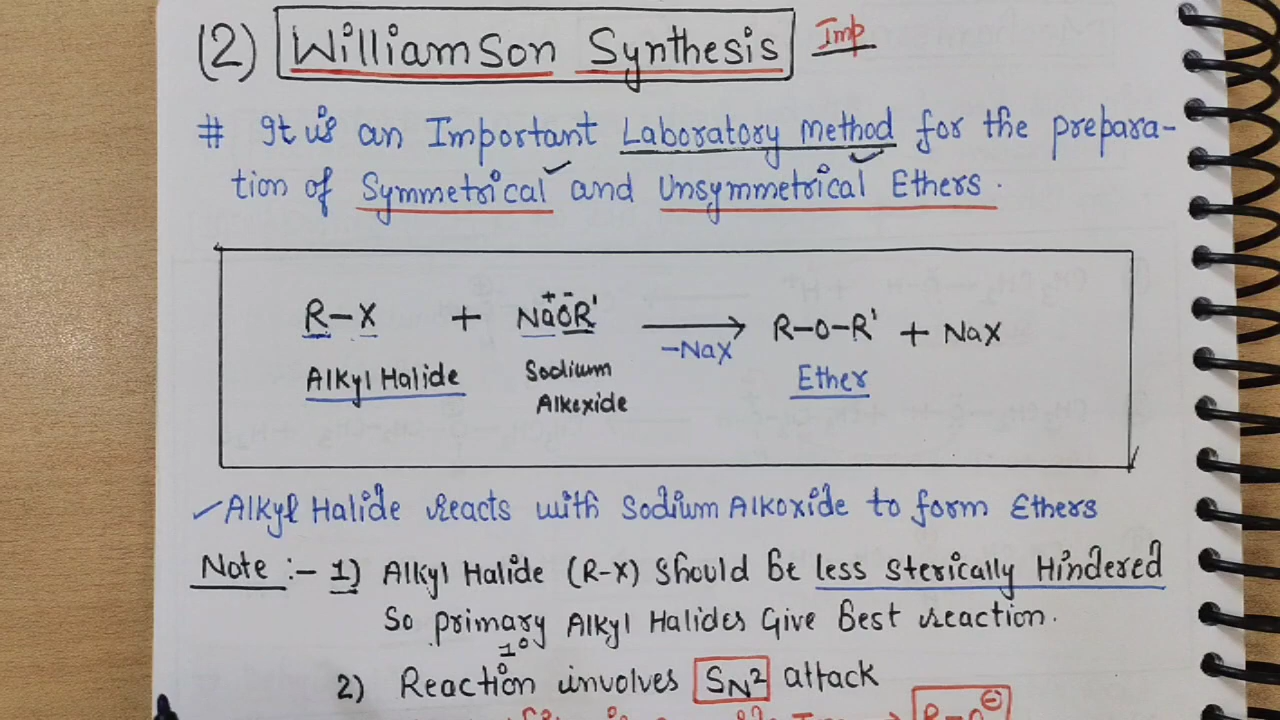 (2) Williamson Synthesis Imp
# It is an Important Laboratory method for the prepara-
tion of Symmetrical and Unsymmetrical Ethers.
R-X + Na⁺O⁻R' → R-O-R' + NaX
-NaX
Alkyl Halide Sodium Alkoxide Ether
✓ Alkyl Halide reacts with Sodium Alkoxide to form Ethers
Note :- 1) Alkyl Halide (R-X) should be less sterically Hindered
So primary Alkyl Halides Give Best reaction.
1°
2) Reaction involves SN² attack